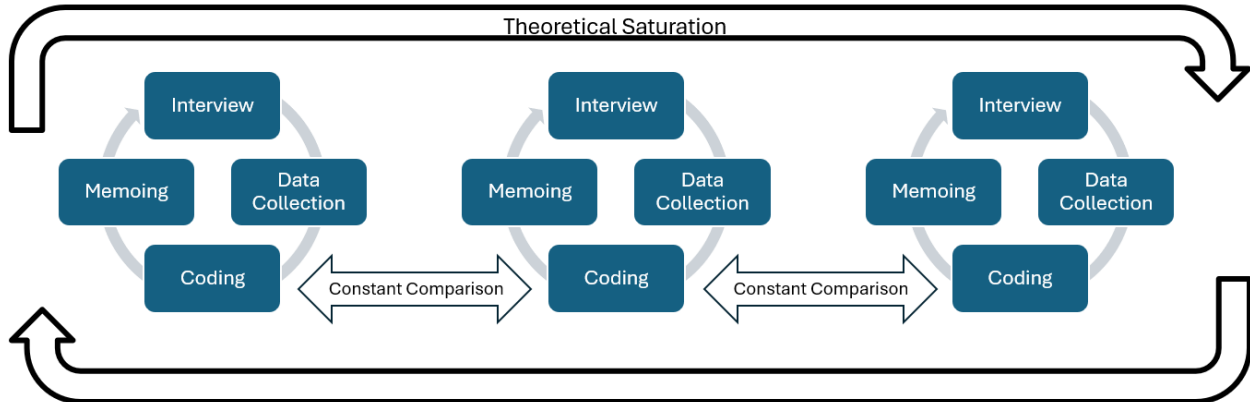 Theoretical Saturation
Interview
Memoing
Data
Collection
Coding
Constant Comparison
Interview
Memoing
Data
Collection
Coding
Constant Comparison
Interview
Memoing
Data
Collection
Coding